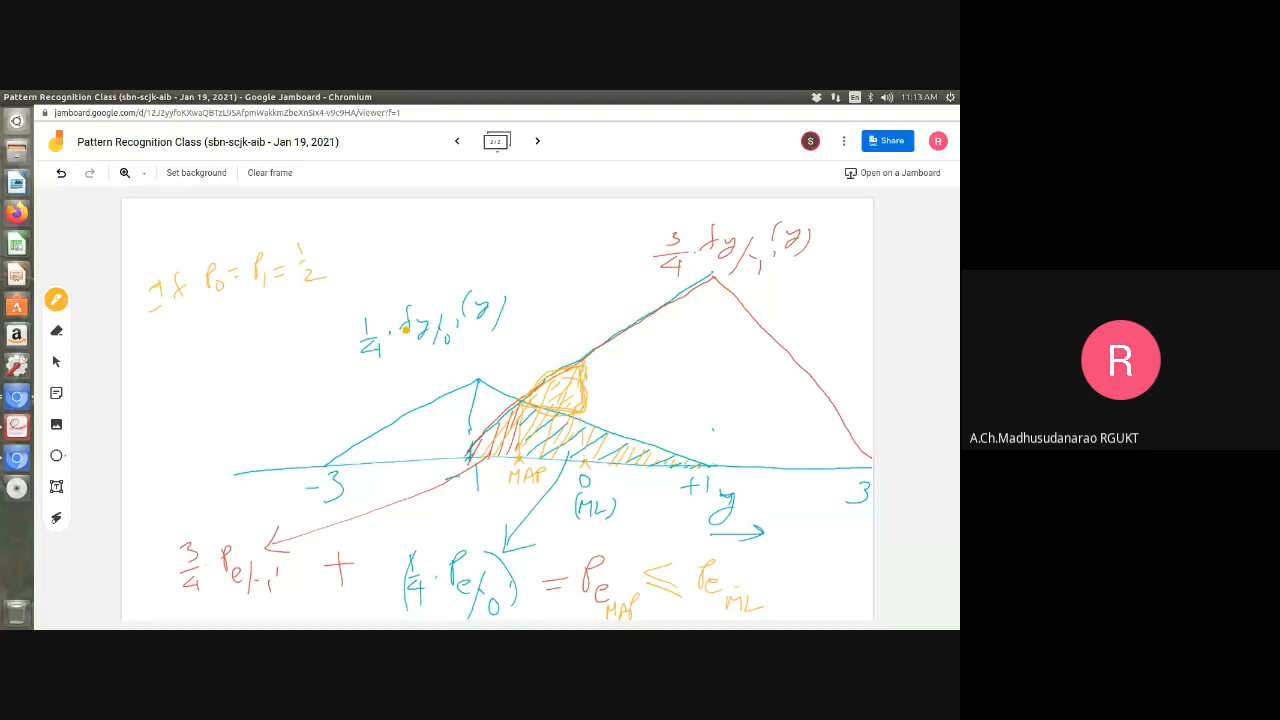 Pattern Recognition Class (sbn-scjk-aib - Jan 19, 2021) - Google Jamboard - Chromium
En
11:13 AM
Pattern Recognition Class (sbn-scjk-aib - Jan 19, 2021)
2/2
S
Share
R
Set background
Clear frame
Open on a Jamboard
If P₀ = P₁ = 1/2
3/4 · fy/'1'(y)
1/4 · fy/'0'(y)
-3
-1
MAP
0
+1
3
(ML)
y
3/4 · Pe/'1' + (1/4 · Pe/'0') = Pe MAP ≤ Pe ML
R
A.Ch.Madhusudanarao RGUKT